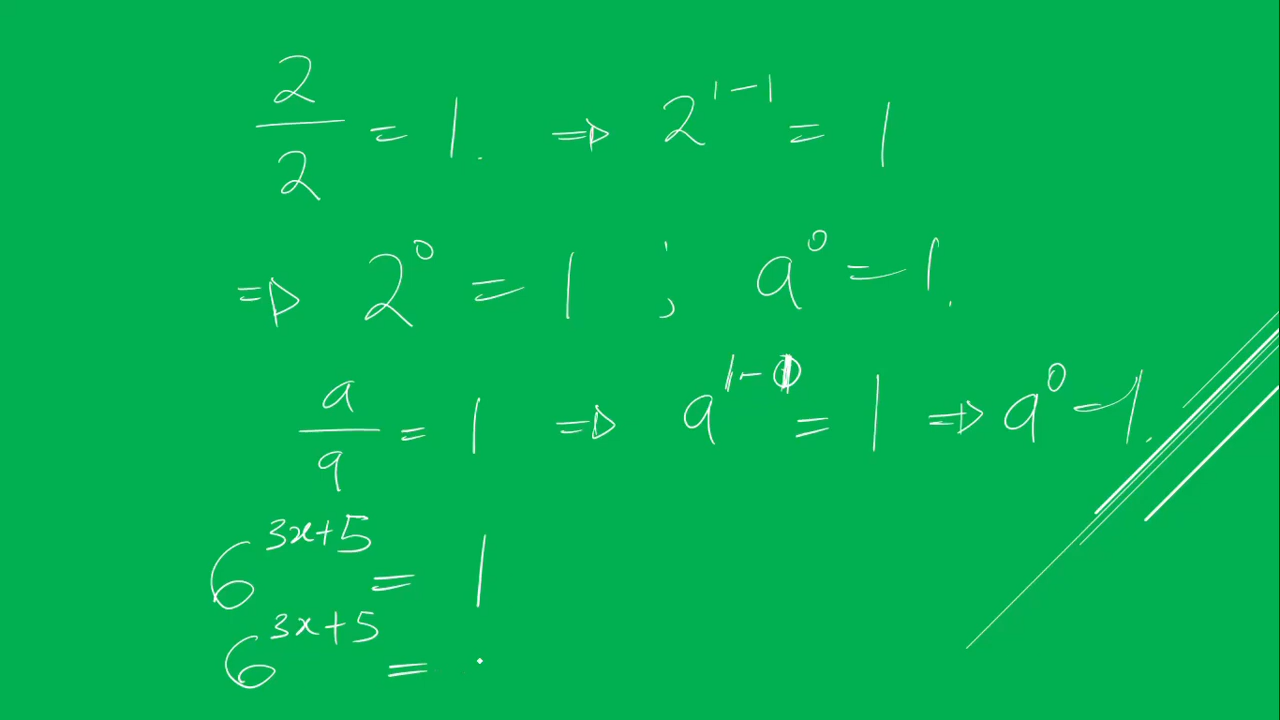 2/2 = 1. ⇒ 2^{1-1} = 1
⇒ 2^0 = 1 ; a^0 = 1.
a/a = 1 ⇒ a^{1-1} = 1 ⇒ a^0 = 1.
6^{3x+5} = 1
6^{3x+5} =